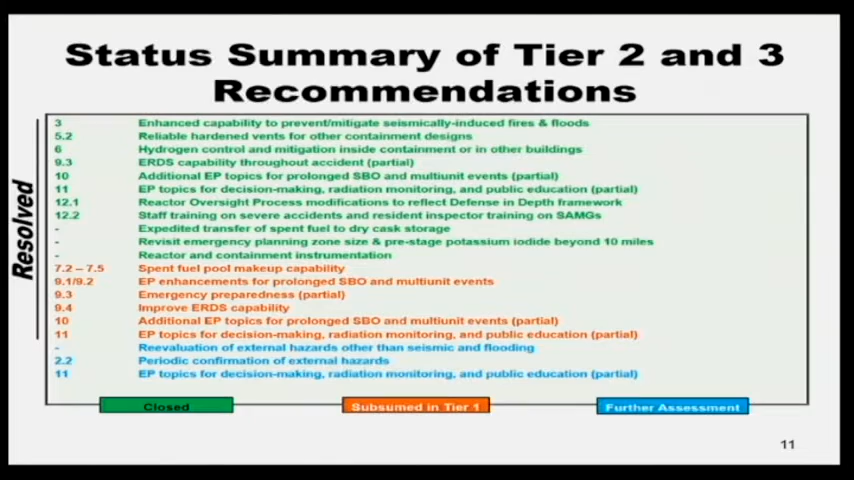 Status Summary of Tier 2 and 3
Recommendations
Resolved
3 Enhanced capability to prevent/mitigate seismically-induced fires & floods
5.2 Reliable hardened vents for other containment designs
6 Hydrogen control and mitigation inside containment or in other buildings
9.3 ERDS capability throughout accident (partial)
10 Additional EP topics for prolonged SBO and multiunit events (partial)
11 EP topics for decision-making, radiation monitoring, and public education (partial)
12.1 Reactor Oversight Process modifications to reflect Defense in Depth framework
12.2 Staff training on severe accidents and resident inspector training on SAMGs
- Expedited transfer of spent fuel to dry cask storage
- Revisit emergency planning zone size & pre-stage potassium iodide beyond 10 miles
- Reactor and containment instrumentation
7.2 – 7.5 Spent fuel pool makeup capability
9.1/9.2 EP enhancements for prolonged SBO and multiunit events
9.3 Emergency preparedness (partial)
9.4 Improve ERDS capability
10 Additional EP topics for prolonged SBO and multiunit events (partial)
11 EP topics for decision-making, radiation monitoring, and public education (partial)
- Reevaluation of external hazards other than seismic and flooding
2.2 Periodic confirmation of external hazards
11 EP topics for decision-making, radiation monitoring, and public education (partial)
Closed Subsumed in Tier 1 Further Assessment
11